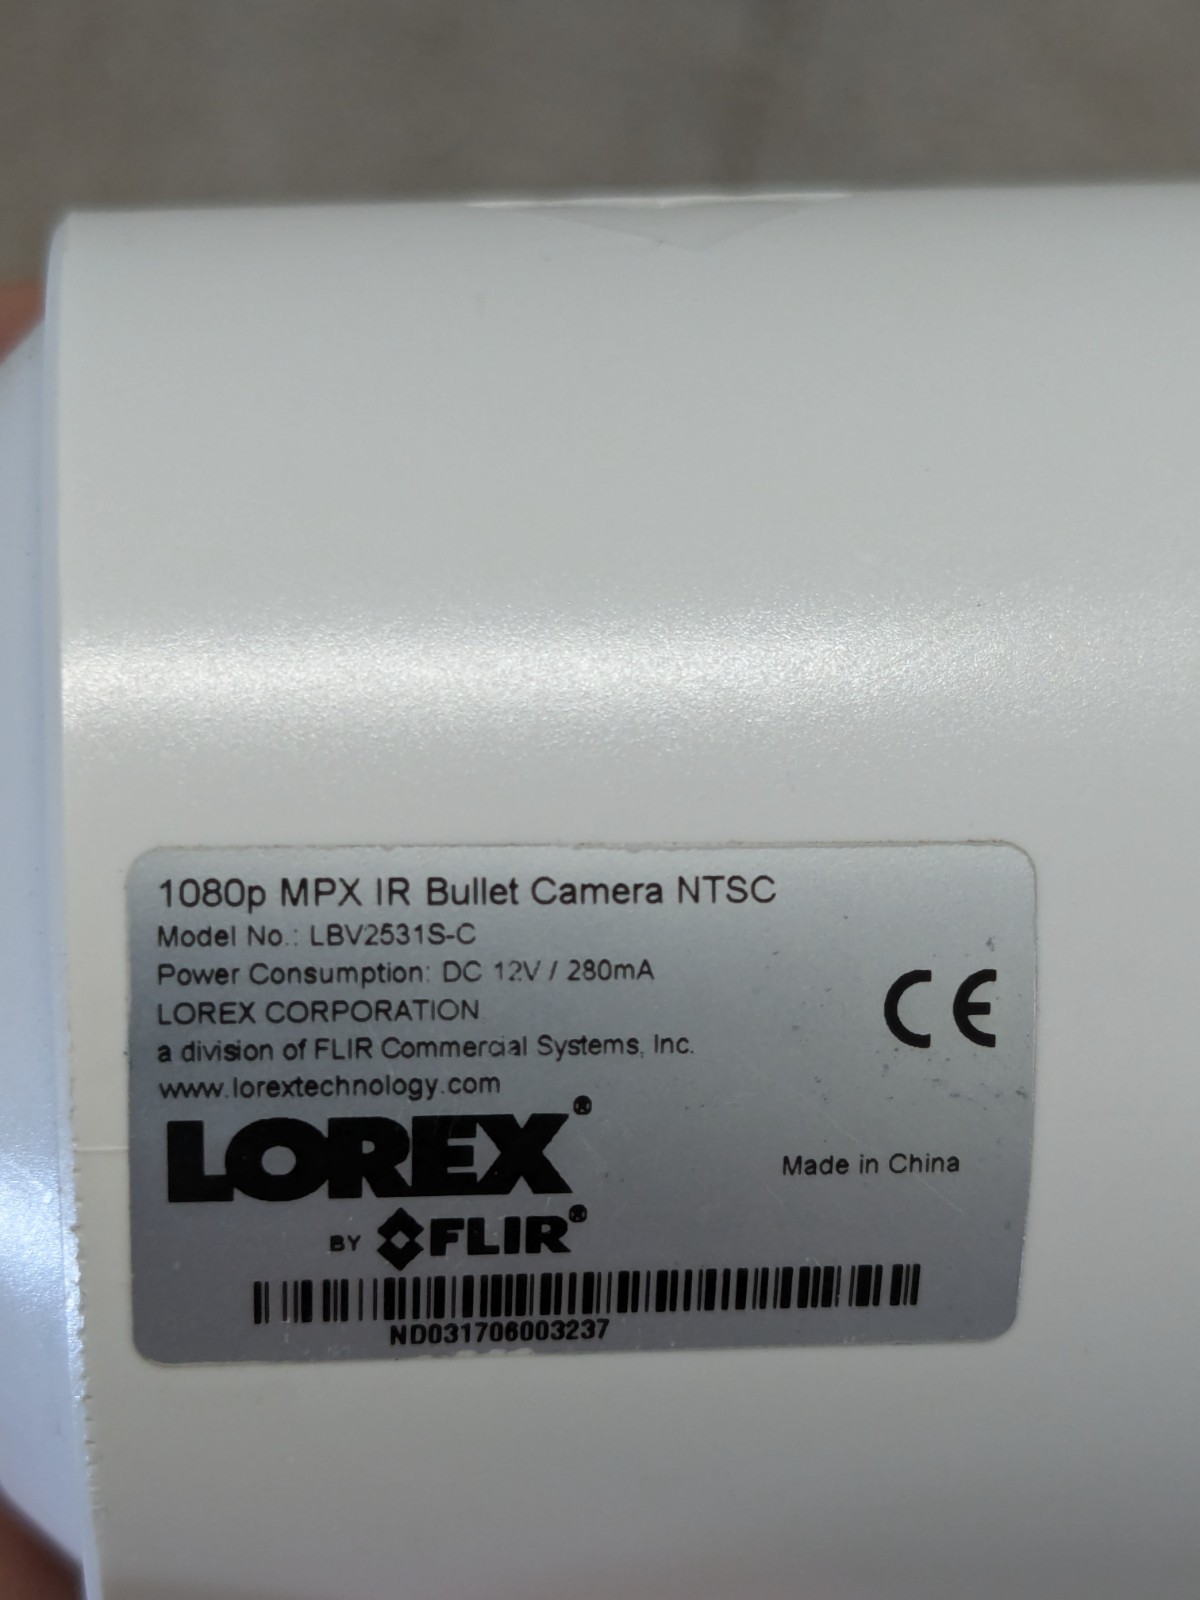 1080p MPX IR Bullet Camera NTSC
Model No.: LBV2531S-C
Power Consumption: DC 12V / 280mA
LOREX CORPORATION
a division of FLIR Commercial Systems, Inc.
www.lorextechnology.com
CE
LOREX®
Made in China
BY FLIR®
ND031706003237